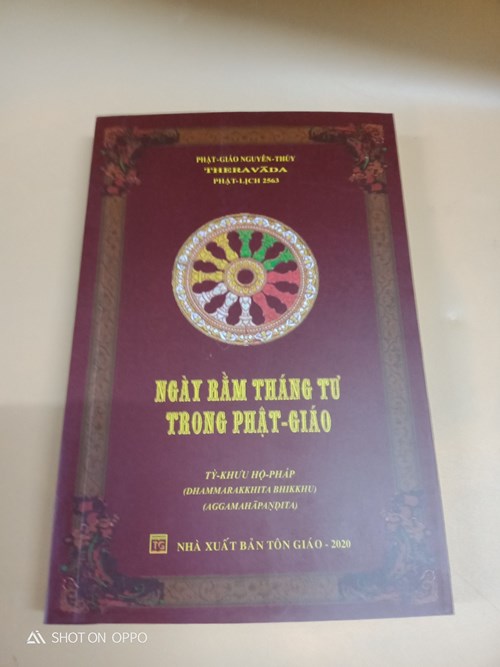 PHẬT-GIÁO NGUYÊN-THỦY
THERAVĀDA
PHẬT-LỊCH 2563
NGÀY RẰM THÁNG TƯ
TRONG PHẬT-GIÁO
TỲ-KHƯU HỘ-PHÁP
(DHAMMARAKKHITA BHIKKHU)
(AGGAMAHĀPAṆḌITA)
NHÀ XUẤT BẢN TÔN GIÁO - 2020
SHOT ON OPPO